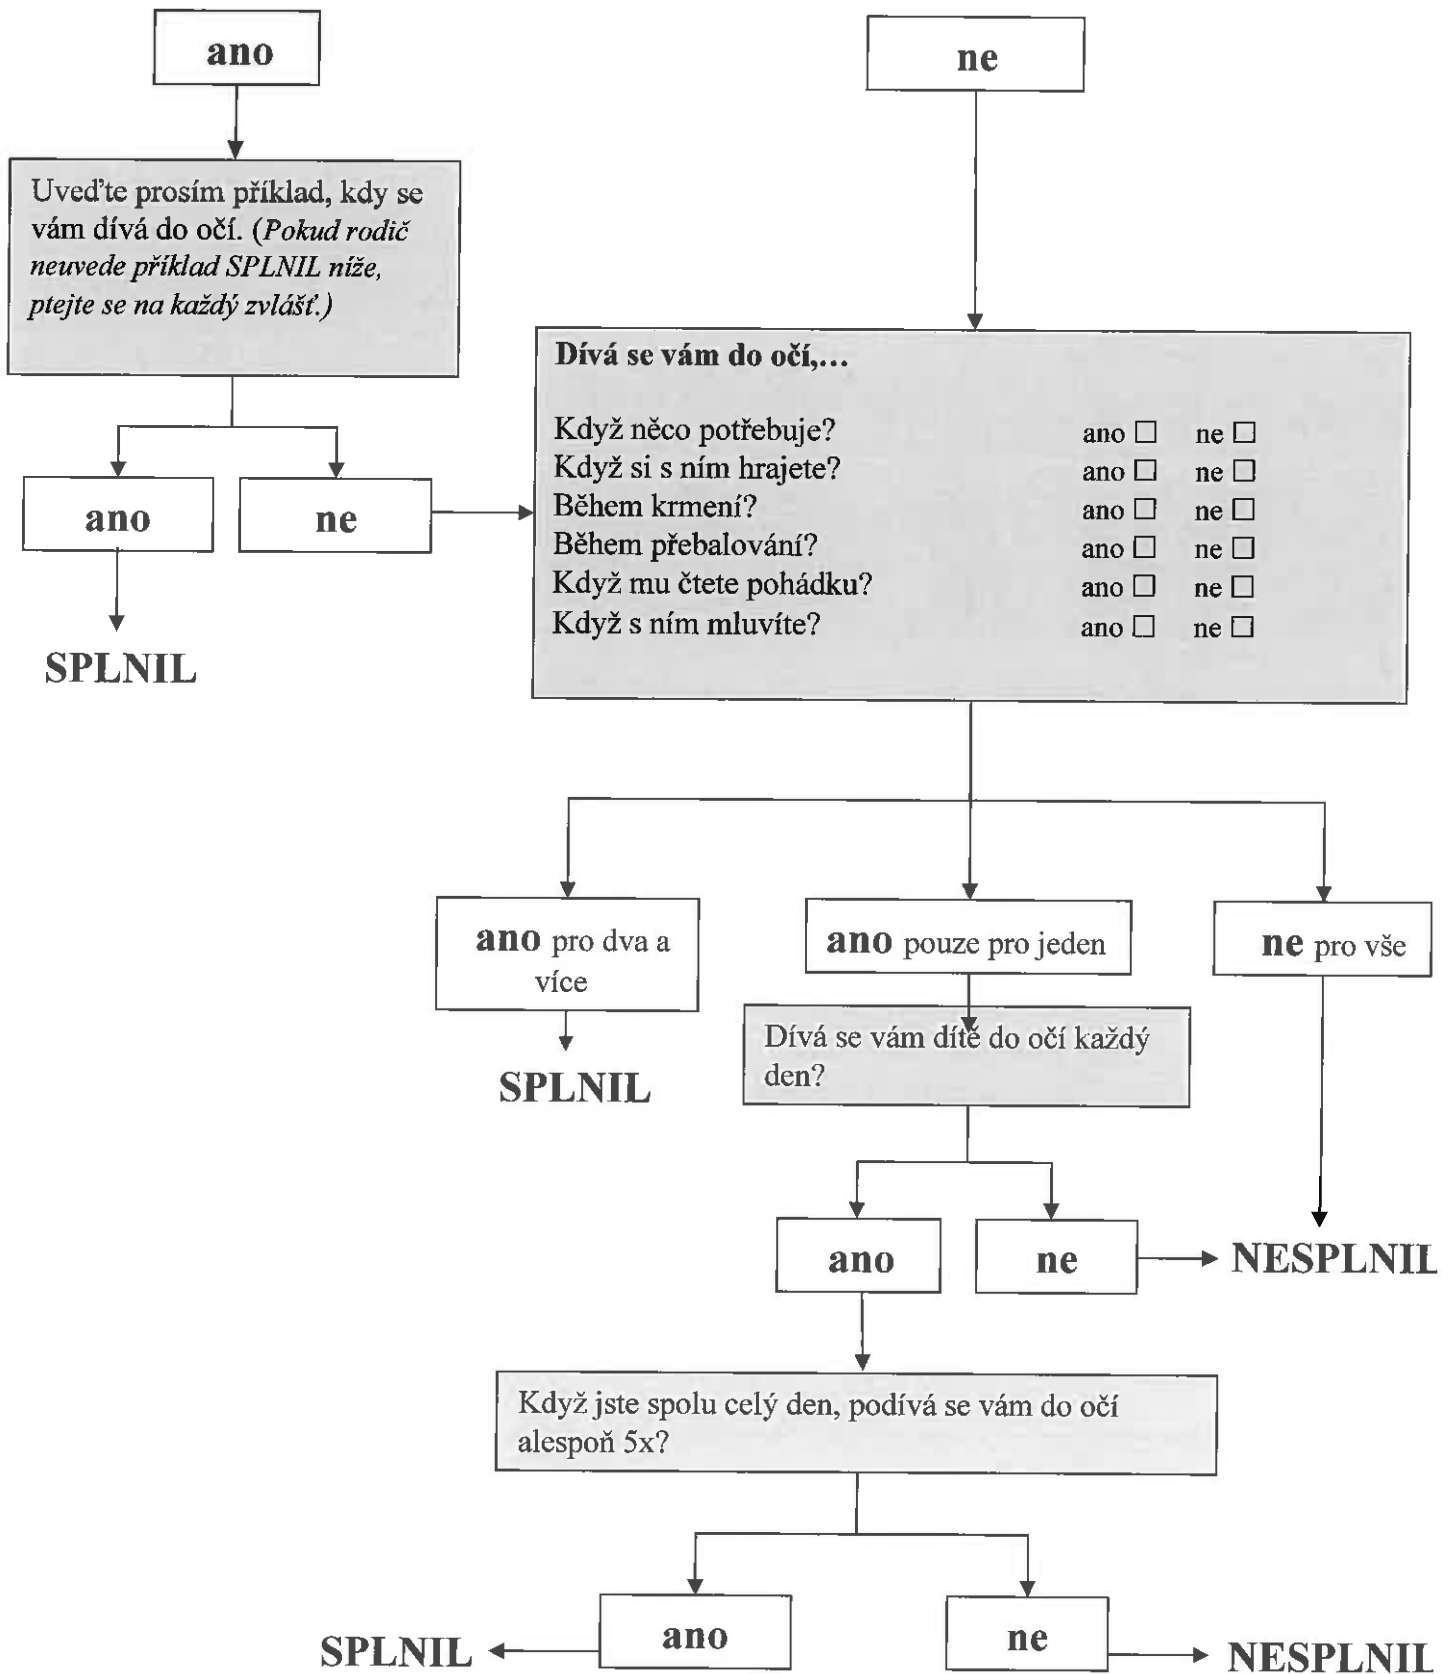 ano
ne
Uveďte prosím příklad, kdy se
vám dívá do očí. (Pokud rodič
neuvede příklad SPLNIL níže,
ptejte se na každý zvlášť.)
Dívá se vám do očí,...
Když něco potřebuje? ano ☐ ne ☐
Když si s ním hrajete? ano ☐ ne ☐
Během krmení? ano ☐ ne ☐
Během přebalování? ano ☐ ne ☐
Když mu čtete pohádku? ano ☐ ne ☐
Když s ním mluvíte? ano ☐ ne ☐
ano
ne
SPLNIL
ano pro dva a
více
ano pouze pro jeden
ne pro vše
SPLNIL
Dívá se vám dítě do očí každý
den?
ano
ne
NESPLNIL
Když jste spolu celý den, podívá se vám do očí
alespoň 5x?
ano
ne
SPLNIL
NESPLNIL